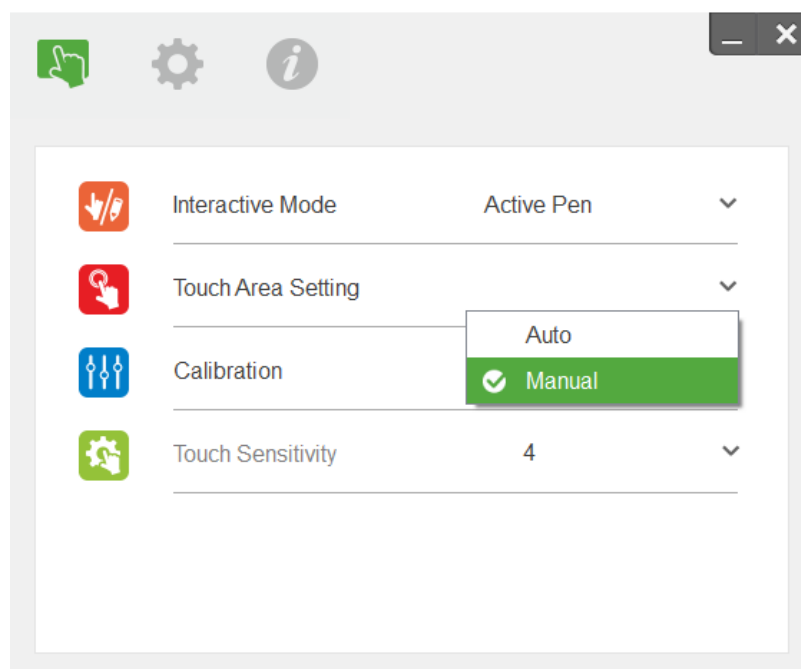 Interactive Mode Active Pen
Touch Area Setting
Auto
Calibration
Manual
Touch Sensitivity 4